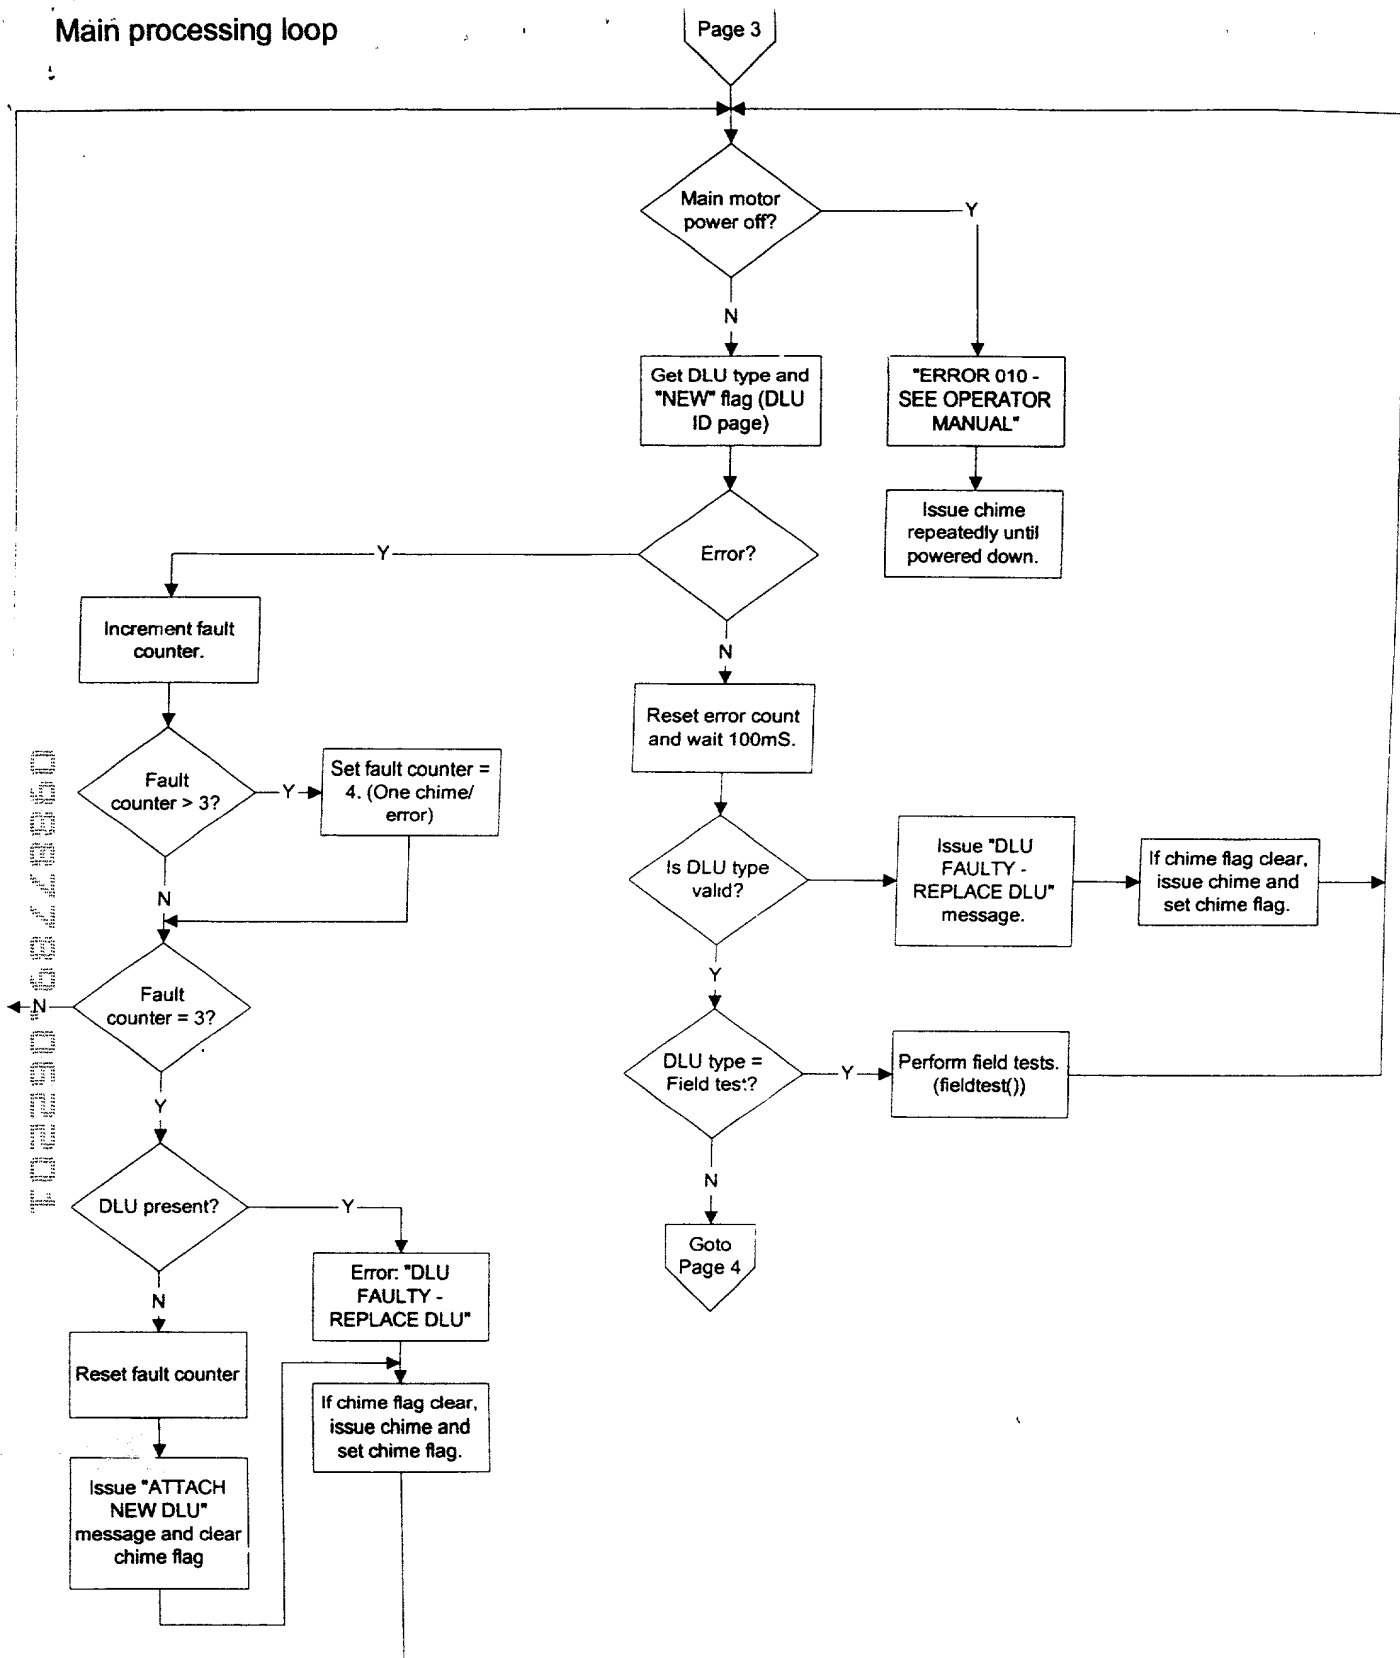 Main processing loop
Page 3
Main motor
power off?
Y
N
Get DLU type and
"NEW" flag (DLU
ID page)
"ERROR 010 -
SEE OPERATOR
MANUAL"
Issue chime
repeatedly until
powered down.
Error?
Y
N
Increment fault
counter.
Reset error count
and wait 100mS.
Fault
counter > 3?
Y
Set fault counter =
4. (One chime/
error)
N
Is DLU type
valid?
Issue "DLU
FAULTY -
REPLACE DLU"
message.
If chime flag clear,
issue chime and
set chime flag.
Y
Fault
counter = 3?
N
Y
DLU type =
Field test?
Y
Perform field tests.
(fieldtest())
N
Goto
Page 4
DLU present?
Y
N
Error: "DLU
FAULTY -
REPLACE DLU"
Reset fault counter
If chime flag clear,
issue chime and
set chime flag.
Issue "ATTACH
NEW DLU"
message and clear
chime flag